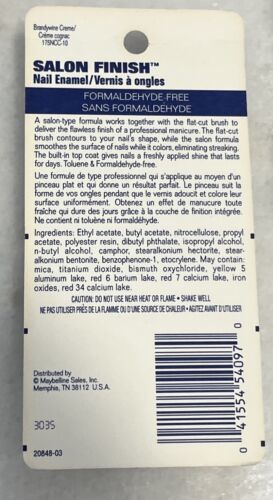 Brandywine Creme/
Crème cognac
175NCC-10
SALON FINISH™
Nail Enamel/Vernis à ongles
FORMALDEHYDE-FREE
SANS FORMALDEHYDE
A salon-type formula works together with the flat-cut brush to
deliver the flawless finish of a professional manicure. The flat-cut
brush contours to your nail's shape, while the salon formula
smoothes the surface of nails with it colors, eliminating streaking.
The built-in top coat gives nails a freshly applied shine that lasts
for days. Toluene & Formaldehyde-free.
Une formule de type professionnel qui s'applique au moyen d'un
pinceau plat et qui donne un résultat parfait. Le pinceau suit la
forme de vos ongles pendant que le vernis adoucit et colore leur
surface uniformément. Obtenez un effet de manucure toute
fraîche qui dure des jours grâce à la couche de finition intégrée.
Ne contient ni toluène ni formaldéhyde.
Ingredients: Ethyl acetate, butyl acetate, nitrocellulose, propyl
acetate, polyester resin, dibutyl phthalate, isopropyl alcohol,
n-butyl alcohol, camphor, stearalkonium hectorite, stear-
alkonium bentonite, benzophenone-1, etocrylene. May contain:
mica, titanium dioxide, bismuth oxychloride, yellow 5
aluminum lake, red 6 barium lake, red 7 calcium lake, iron
oxides, red 34 calcium lake.
CAUTION: DO NOT USE NEAR HEAT OR FLAME • SHAKE WELL
NE PAS UTILISER PRÈS DE LA FLAMME OU D'UNE SOURCE DE CHALEUR • AGITEZ AVANT D'UTILISER
Distributed by
© Maybelline Sales, Inc.
Memphis, TN 38112 U.S.A.
3035
20848-03
0 41554 54097 0